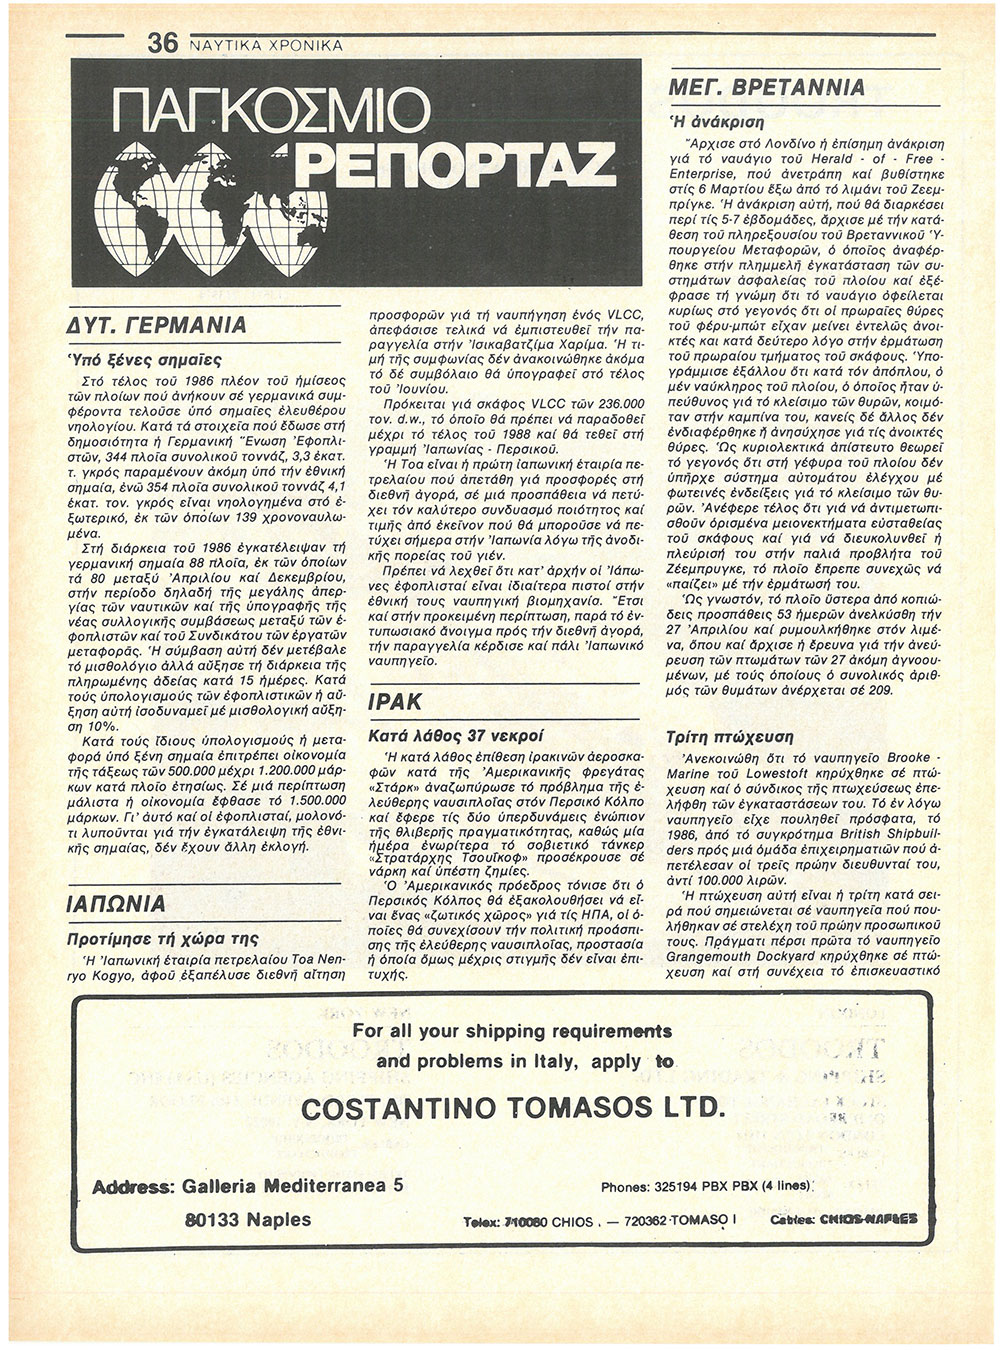 36 ΝΑΥΤΙΚΑ ΧΡΟΝΙΚΑ
ΠΑΓΚΟΣΜΙΟ
ΡΕΠΟΡΤΑΖ
ΔΥΤ. ΓΕΡΜΑΝΙΑ
Ὑπό ξένες σημαῖες
Στό τέλος τοῦ 1986 πλέον τοῦ ἡμίσεος
τῶν πλοίων πού ἀνήκουν σέ γερμανικά συμ-
φέροντα τελοῦσε ὑπό σημαῖες ἐλευθέρου
νηολογίου. Κατά τά στοιχεῖα πού ἔδωσε στή
δημοσιότητα ἡ Γερμανική Ἕνωση Ἐφοπλι-
στῶν, 344 πλοῖα συνολικοῦ τοννάζ, 3,3 ἑκατ.
τ. γκρός παραμένουν ἀκόμη ὑπό τήν ἐθνική
σημαία, ἐνῶ 354 πλοῖα συνολικοῦ τοννάζ 4,1
ἑκατ. τον. γκρός εἶναι νηολογημένα στό ἐ-
ξωτερικό, ἐκ τῶν ὁποίων 139 χρονοναυλω-
μένα.
Στή διάρκεια τοῦ 1986 ἐγκατέλειψαν τή
γερμανική σημαία 88 πλοῖα, ἐκ τῶν ὁποίων
τά 80 μεταξύ Ἀπριλίου καί Δεκεμβρίου,
στήν περίοδο δηλαδή τῆς μεγάλης ἀπερ-
γίας τῶν ναυτικῶν καί τῆς ὑπογραφῆς τῆς
νέας συλλογικῆς συμβάσεως μεταξύ τῶν ἐ-
φοπλιστῶν καί τοῦ Συνδικάτου τῶν ἐργατῶν
μεταφορᾶς. Ἡ σύμβαση αὐτή δέν μετέβαλε
τό μισθολόγιο ἀλλά αὔξησε τή διάρκεια τῆς
πληρωμένης ἀδείας κατά 15 ἡμέρες. Κατά
τούς ὑπολογισμούς τῶν ἐφοπλιστικῶν ἡ αὔ-
ξηση αὐτή ἰσοδυναμεῖ μέ μισθολογική αὔξη-
ση 10%.
Κατά τούς ἴδιους ὑπολογισμούς ἡ μετα-
φορά ὑπό ξένη σημαία ἐπιτρέπει οἰκονομία
τῆς τάξεως τῶν 500.000 μέχρι 1.200.000 μάρ-
κων κατά πλοῖο ἐτησίως. Σέ μιά περίπτωση
μάλιστα ἡ οἰκονομία ἔφθασε τό 1.500.000
μάρκων. Γι' αὐτό καί οἱ ἐφοπλισταί, μολονό-
τι λυποῦνται γιά τήν ἐγκατάλειψη τῆς ἐθνι-
κῆς σημαίας, δέν ἔχουν ἄλλη ἐκλογή.
ΙΑΠΩΝΙΑ
Προτίμησε τή χώρα της
Ἡ Ἰαπωνική ἑταιρία πετρελαίου Toa Nen-
ryo Kogyo, ἀφοῦ ἐξαπέλυσε διεθνῆ αἴτηση
προσφορῶν γιά τή ναυπήγηση ἑνός VLCC,
ἀπεφάσισε τελικά νά ἐμπιστευθεῖ τήν πα-
ραγγελία στήν Ἰσικαβατζίμα Χαρίμα. Ἡ τι-
μή τῆς συμφωνίας δέν ἀνακοινώθηκε ἀκόμα
τό δέ συμβόλαιο θά ὑπογραφεῖ στό τέλος
τοῦ Ἰουνίου.
Πρόκειται γιά σκάφος VLCC τῶν 236.000
τον. d.w., τό ὁποῖο θά πρέπει νά παραδοθεῖ
μέχρι τό τέλος τοῦ 1988 καί θά τεθεῖ στή
γραμμή Ἰαπωνίας - Περσικοῦ.
Ἡ Τοα εἶναι ἡ πρώτη ἰαπωνική ἑταιρία πε-
τρελαίου πού ἀπετάθη γιά προσφορές στή
διεθνῆ ἀγορά, σέ μιά προσπάθεια νά πετύ-
χει τόν καλύτερο συνδυασμό ποιότητος καί
τιμῆς ἀπό ἐκεῖνον πού θά μποροῦσε νά πε-
τύχει σήμερα στήν Ἰαπωνία λόγω τῆς ἀνοδι-
κῆς πορείας τοῦ γιέν.
Πρέπει νά λεχθεῖ ὅτι κατ' ἀρχήν οἱ Ἰάπω-
νες ἐφοπλισταί εἶναι ἰδιαίτερα πιστοί στήν
ἐθνική τους ναυπηγική βιομηχανία. Ἔτσι
καί στήν προκειμένη περίπτωση, παρά τό ἐν-
τυπωσιακό ἄνοιγμα πρός τήν διεθνῆ ἀγορά,
τήν παραγγελία κέρδισε καί πάλι Ἰαπωνικό
ναυπηγεῖο.
ΙΡΑΚ
Κατά λάθος 37 νεκροί
Ἡ κατά λάθος ἐπίθεση ἰρακινῶν ἀεροσκα-
φῶν κατά τῆς Ἀμερικανικῆς φρεγάτας
«Στάρκ» ἀναζωπύρωσε τό πρόβλημα τῆς ἐ-
λεύθερης ναυσιπλοΐας στόν Περσικό Κόλπο
καί ἔφερε τίς δύο ὑπερδυνάμεις ἐνώπιον
τῆς θλιβερῆς πραγματικότητας, καθώς μία
ἡμέρα ἐνωρίτερα τό σοβιετικό τάνκερ
«Στρατάρχης Τσουΐκοφ» προσέκρουσε σέ
νάρκη καί ὑπέστη ζημίες.
Ὁ Ἀμερικανικός πρόεδρος τόνισε ὅτι ὁ
Περσικός Κόλπος θά ἐξακολουθήσει νά εἶ-
ναι ἕνας «ζωτικός χῶρος» γιά τίς ΗΠΑ, οἱ ὁ-
ποῖες θά συνεχίσουν τήν πολιτική προάσπι-
σης τῆς ἐλεύθερης ναυσιπλοΐας, προστασία
ἡ ὁποία ὅμως μέχρις στιγμῆς δέν εἶναι ἐπι-
τυχής.
ΜΕΓ. ΒΡΕΤΑΝΝΙΑ
Ἡ ἀνάκριση
Ἄρχισε στό Λονδίνο ἡ ἐπίσημη ἀνάκριση
γιά τό ναυάγιο τοῦ Herald - of - Free -
Enterprise, πού ἀνετράπη καί βυθίστηκε
στίς 6 Μαρτίου ἔξω ἀπό τό λιμάνι τοῦ Ζεεμ-
πρίγκε. Ἡ ἀνάκριση αὐτή, πού θά διαρκέσει
περί τίς 5-7 ἑβδομάδες, ἄρχισε μέ τήν κατά-
θεση τοῦ πληρεξουσίου τοῦ Βρεταννικοῦ Ὑ-
πουργείου Μεταφορῶν, ὁ ὁποῖος ἀναφέρ-
θηκε στήν πλημμελῆ ἐγκατάσταση τῶν συ-
στημάτων ἀσφαλείας τοῦ πλοίου καί ἐξέ-
φρασε τή γνώμη ὅτι τό ναυάγιο ὀφείλεται
κυρίως στό γεγονός ὅτι οἱ πρωραῖες θύρες
τοῦ φέρυ-μπώτ εἶχαν μείνει ἐντελῶς ἀνοι-
κτές καί κατά δεύτερο λόγο στήν ἑρμάτωση
τοῦ πρωραίου τμήματος τοῦ σκάφους. Ὑπο-
γράμμισε ἐξάλλου ὅτι κατά τόν ἀπόπλου, ὁ
μέν ναύκληρος τοῦ πλοίου, ὁ ὁποῖος ἦταν ὑ-
πεύθυνος γιά τό κλείσιμο τῶν θυρῶν, κοιμό-
ταν στήν καμπίνα του, κανείς δέ ἄλλος δέν
ἐνδιαφέρθηκε ἤ ἀνησύχησε γιά τίς ἀνοικτές
θύρες. Ὡς κυριολεκτικά ἀπίστευτο θεωρεῖ
τό γεγονός ὅτι στή γέφυρα τοῦ πλοίου δέν
ὑπῆρχε σύστημα αὐτομάτου ἐλέγχου μέ
φωτεινές ἐνδείξεις γιά τό κλείσιμο τῶν θυ-
ρῶν. Ἀνέφερε τέλος ὅτι γιά νά ἀντιμετωπι-
σθοῦν ὁρισμένα μειονεκτήματα εὐσταθείας
τοῦ σκάφους καί γιά νά διευκολυνθεῖ ἡ
πλεύρισή του στήν παλιά προβλήτα τοῦ
Ζέεμπρυγκε, τό πλοῖο ἔπρεπε συνεχῶς νά
«παίζει» μέ τήν ἑρμάτωσή του.
Ὡς γνωστόν, τό πλοῖο ὕστερα ἀπό κοπιώ-
δεις προσπάθειες 53 ἡμερῶν ἀνελκύσθη τήν
27 Ἀπριλίου καί ρυμουλκήθηκε στόν λιμέ-
να, ὅπου καί ἄρχισε ἡ ἔρευνα γιά τήν ἀνεύ-
ρευση τῶν πτωμάτων τῶν 27 ἀκόμη ἀγνοου-
μένων, μέ τούς ὁποίους ὁ συνολικός ἀριθ-
μός τῶν θυμάτων ἀνέρχεται σέ 209.
Τρίτη πτώχευση
Ἀνεκοινώθη ὅτι τό ναυπηγεῖο Brooke -
Marine τοῦ Lowestoft κηρύχθηκε σέ πτώ-
χευση καί ὁ σύνδικος τῆς πτωχεύσεως ἐπε-
λήφθη τῶν ἐγκαταστάσεών του. Τό ἐν λόγω
ναυπηγεῖο εἶχε πουληθεῖ πρόσφατα, τό
1986, ἀπό τό συγκρότημα British Shipbuil-
ders πρός μιά ὁμάδα ἐπιχειρηματιῶν πού ἀ-
πετέλεσαν οἱ τρεῖς πρώην διευθυνταί του,
ἀντί 100.000 λιρῶν.
Ἡ πτώχευση αὐτή εἶναι ἡ τρίτη κατά σει-
ρά πού σημειώνεται σέ ναυπηγεῖα πού που-
λήθηκαν σέ στελέχη τοῦ πρώην προσωπικοῦ
τους. Πράγματι πέρσι πρῶτα τό ναυπηγεῖο
Grangemouth Dockyard κηρύχθηκε σέ πτώ-
χευση καί στή συνέχεια τό ἐπισκευαστικό
For all your shipping requirements
and problems in Italy, apply to
COSTANTINO TOMASOS LTD.
Address: Galleria Mediterranea 5
80133 Naples
Phones: 325194 PBX PBX (4 lines)
Telex: 710080 CHIOS . — 720362 TOMASO I Cables: CHIOS-NAPLES